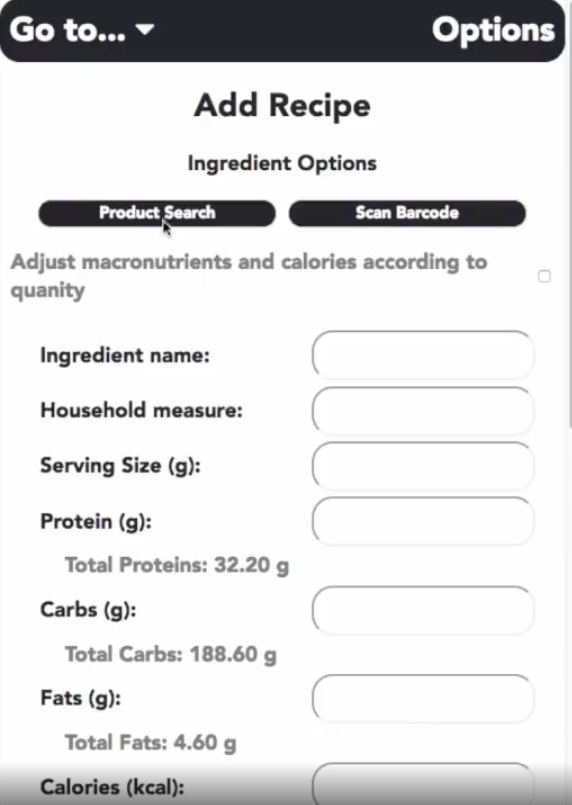 Go to...
Options
Add Recipe
Ingredient Options
Product Search
Scan Barcode
Adjust macronutrients and calories according to
quanity
Ingredient name:
Household measure:
Serving Size (g):
Protein (g):
Total Proteins: 32.20 g
Carbs (g):
Total Carbs: 188.60 g
Fats (g):
Total Fats: 4.60 g
Calories (kcal):